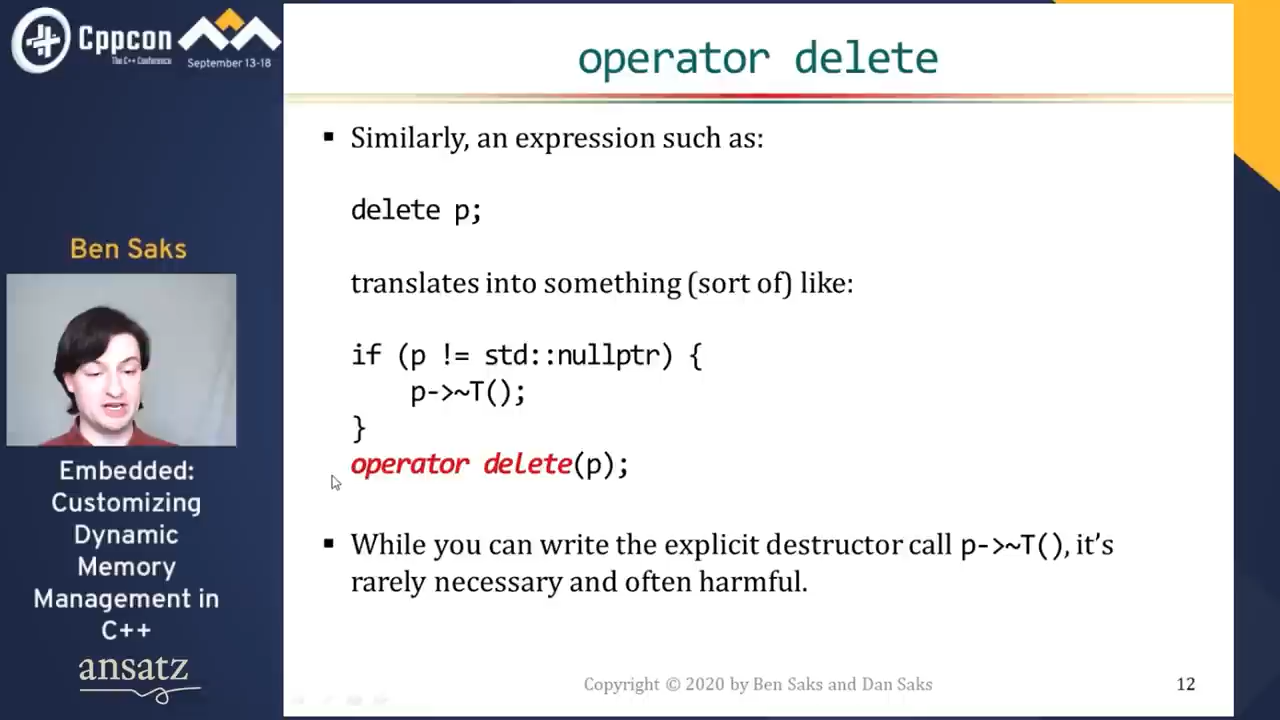 Cppcon
The C++ Conference
September 13-18
Ben Saks
Embedded:
Customizing
Dynamic
Memory
Management in
C++
ansatz
operator delete
▪ Similarly, an expression such as:
delete p;
translates into something (sort of) like:
if (p != std::nullptr) {
p->~T();
}
operator delete(p);
▪ While you can write the explicit destructor call p->~T(), it’s
rarely necessary and often harmful.
Copyright © 2020 by Ben Saks and Dan Saks
12